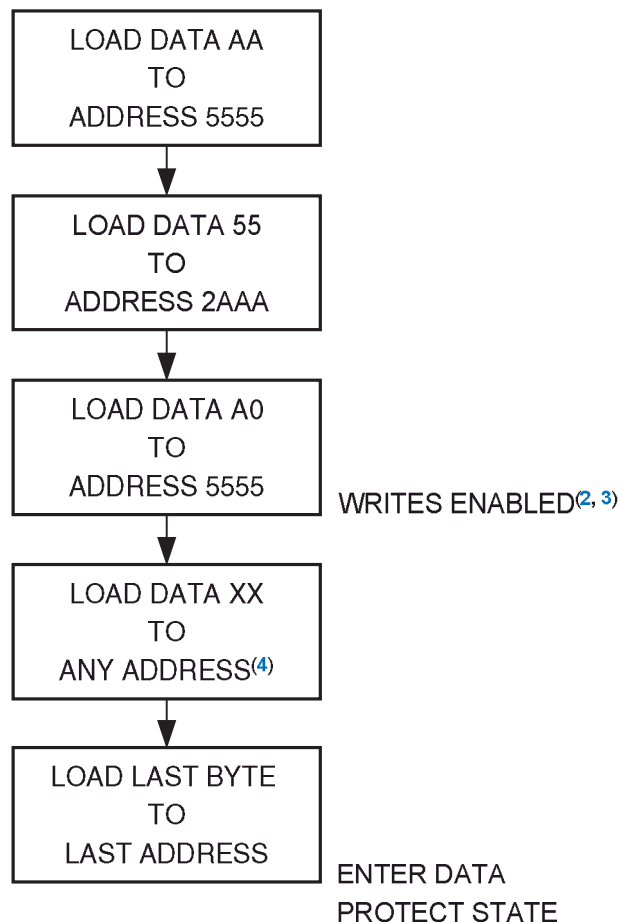 LOAD DATA AA
TO
ADDRESS 5555
LOAD DATA 55
TO
ADDRESS 2AAA
LOAD DATA A0
TO
ADDRESS 5555
WRITES ENABLED(2, 3)
LOAD DATA XX
TO
ANY ADDRESS(4)
LOAD LAST BYTE
TO
LAST ADDRESS
ENTER DATA
PROTECT STATE